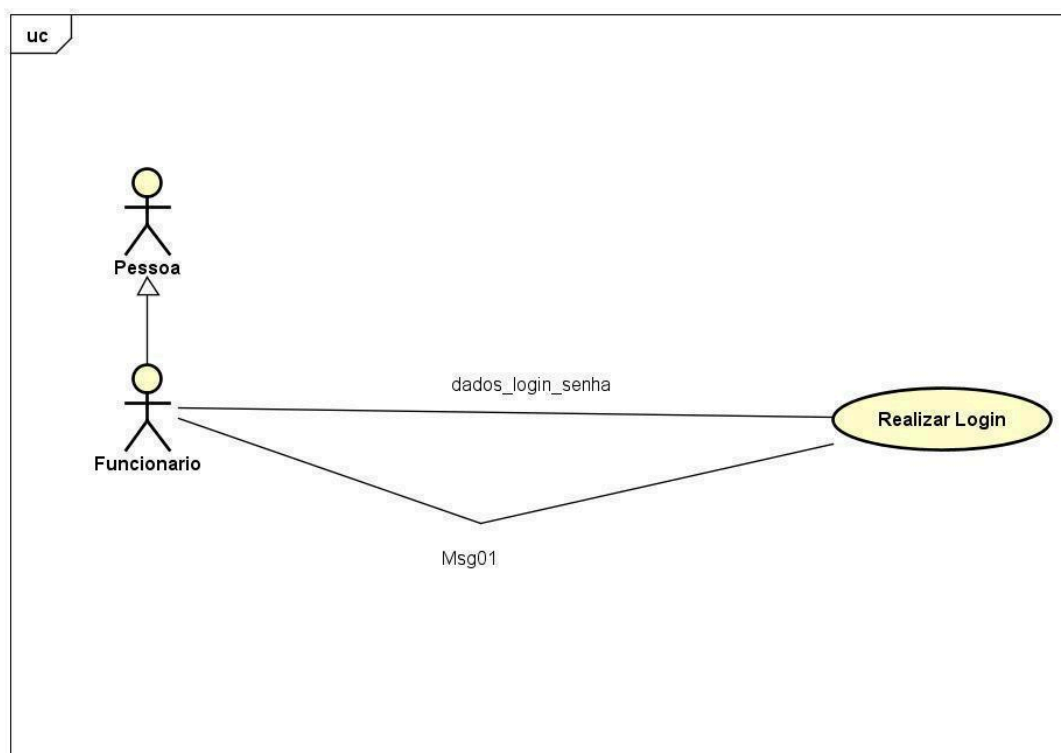 uc
Pessoa
dados_login_senha
Realizar Login
Funcionario
Msg01